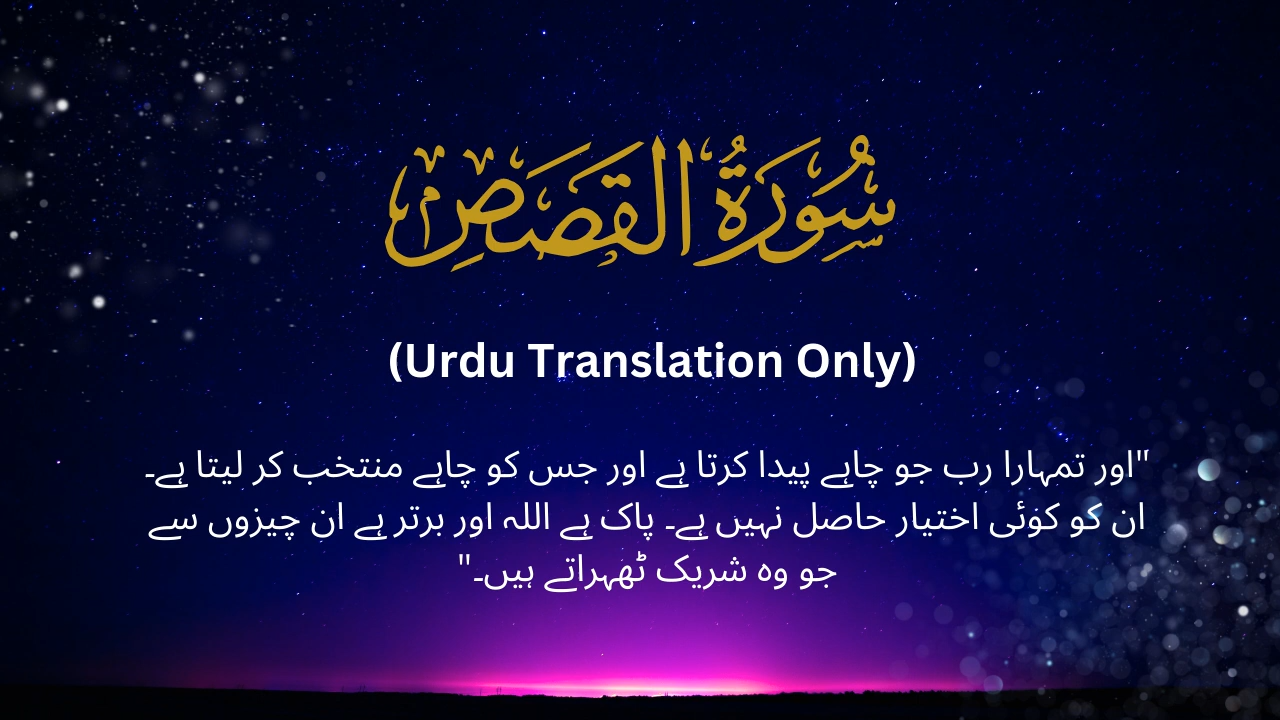 سُورَةُ القَصَصِ
(Urdu Translation Only)
"اور تمہارا رب جو چاہے پیدا کرتا ہے اور جس کو چاہے منتخب کر لیتا ہے۔
ان کو کوئی اختیار حاصل نہیں ہے۔ پاک ہے اللہ اور برتر ہے ان چیزوں سے
جو وہ شریک ٹھہراتے ہیں۔"